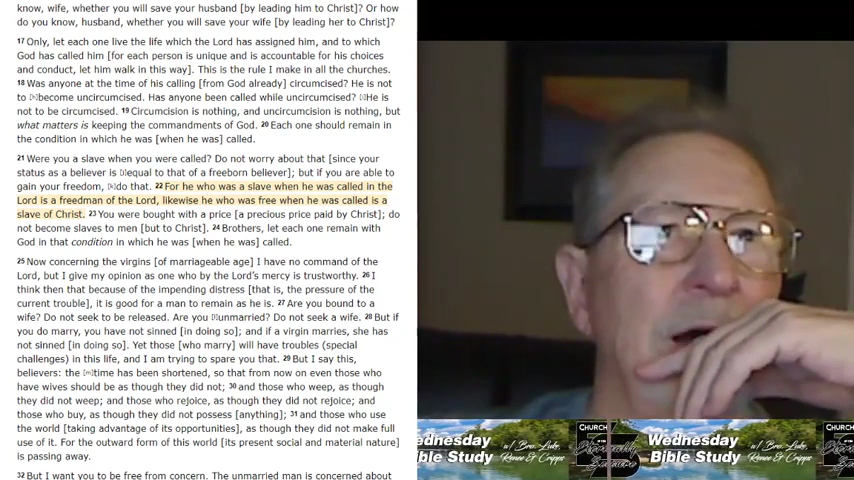 know, wife, whether you will save your husband [by leading him to Christ]? Or how
do you know, husband, whether you will save your wife [by leading her to Christ]?
17 Only, let each one live the life which the Lord has assigned him, and to which
God has called him [for each person is unique and is accountable for his choices
and conduct, let him walk in this way]. This is the rule I make in all the churches.
18 Was anyone at the time of his calling [from God already] circumcised? He is not
to become uncircumcised. Has anyone been called while uncircumcised? He is
not to be circumcised. 19 Circumcision is nothing, and uncircumcision is nothing, but
what matters is keeping the commandments of God. 20 Each one should remain in
the condition in which he was [when he was] called.
21 Were you a slave when you were called? Do not worry about that [since your
status as a believer is equal to that of a freeborn believer]; but if you are able to
gain your freedom, do that. 22 For he who was a slave when he was called in the
Lord is a freedman of the Lord, likewise he who was free when he was called is a
slave of Christ. 23 You were bought with a price [a precious price paid by Christ]; do
not become slaves to men [but to Christ]. 24 Brothers, let each one remain with
God in that condition in which he was [when he was] called.
25 Now concerning the virgins [of marriageable age] I have no command of the
Lord, but I give my opinion as one who by the Lord's mercy is trustworthy. 26 I
think then that because of the impending distress [that is, the pressure of the
current trouble], it is good for a man to remain as he is. 27 Are you bound to a
wife? Do not seek to be released. Are you unmarried? Do not seek a wife. 28 But if
you do marry, you have not sinned [in doing so]; and if a virgin marries, she has
not sinned [in doing so]. Yet those [who marry] will have troubles (special
challenges) in this life, and I am trying to spare you that. 29 But I say this,
believers: the [m]time has been shortened, so that from now on even those who
have wives should be as though they did not; 30 and those who weep, as though
they did not weep; and those who rejoice, as though they did not rejoice; and
those who buy, as though they did not possess [anything]; 31 and those who use
the world [taking advantage of its opportunities], as though they did not make full
use of it. For the outward form of this world [its present social and material nature]
is passing away.
32 But I want you to be free from concern. The unmarried man is concerned about
ednesday
Bible Study
w/ Bro. Luke,
Renee & Cripps
CHURCH
OF THE
Eternally
Secure
Wednesday
Bible Study
w/ Bro. Luke,
Renee & Cripps
CHUR